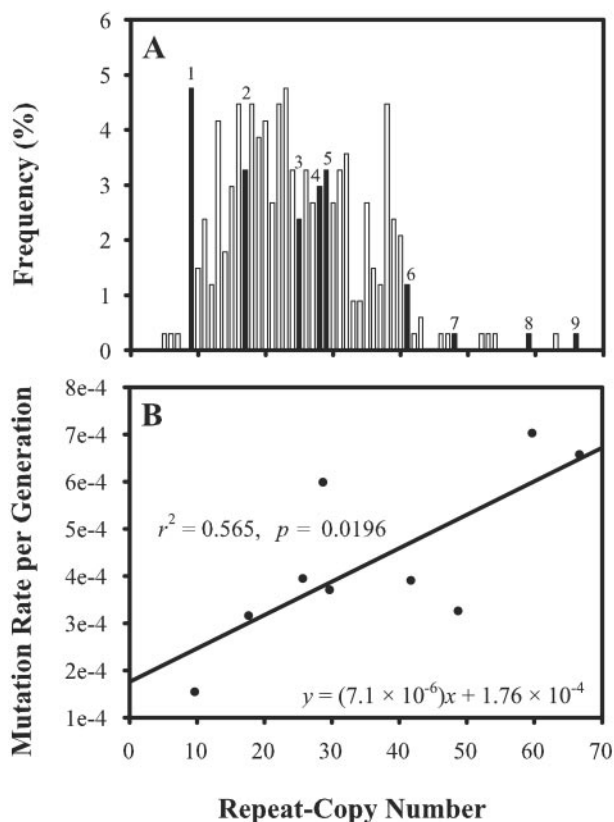 A
Frequency (%)
6
5
4
3
2
1
0
1
2
3
4
5
6
7
8
9
B
Mutation Rate per Generation
8e-4
7e-4
6e-4
5e-4
4e-4
3e-4
2e-4
1e-4
r² = 0.565, p = 0.0196
y = (7.1 × 10⁻⁶)x + 1.76 × 10⁻⁴
0 10 20 30 40 50 60 70
Repeat-Copy Number